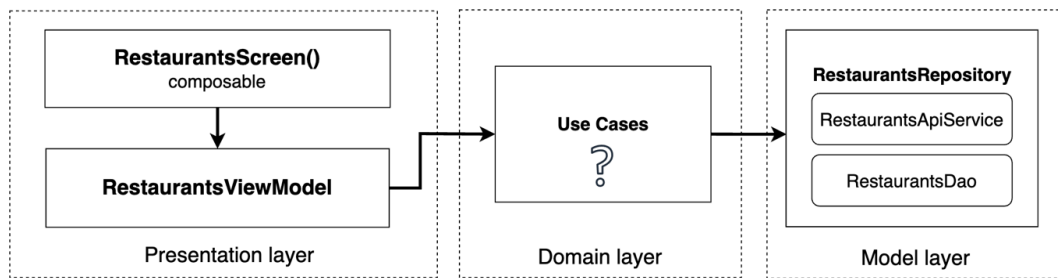 RestaurantsScreen()
composable
RestaurantsViewModel
Presentation layer
Use Cases
?
Domain layer
RestaurantsRepository
RestaurantsApiService
RestaurantsDao
Model layer